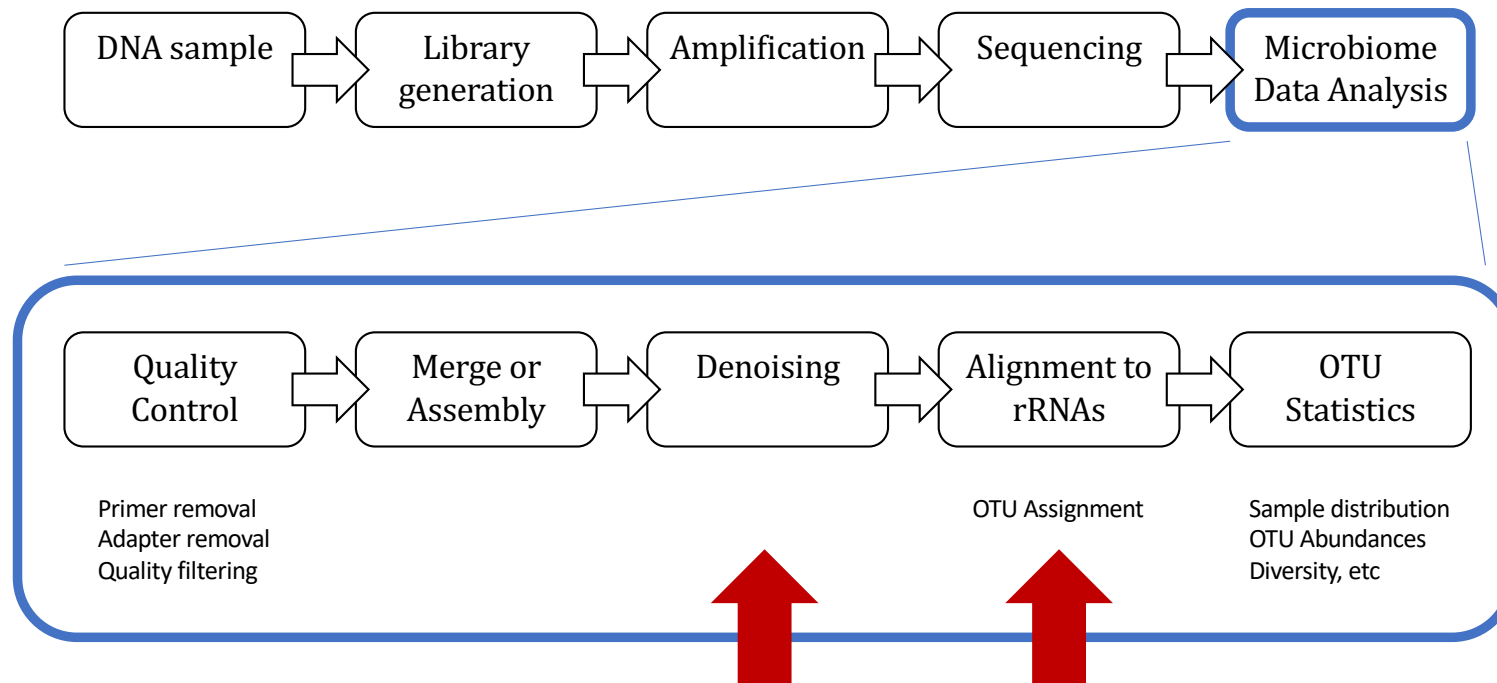 DNA sample
Library
generation
Amplification
Sequencing
Microbiome
Data Analysis
Quality
Control
Merge or
Assembly
Denoising
Alignment to
rRNAs
OTU
Statistics
Primer removal
Adapter removal
Quality filtering
OTU Assignment
Sample distribution
OTU Abundances
Diversity, etc